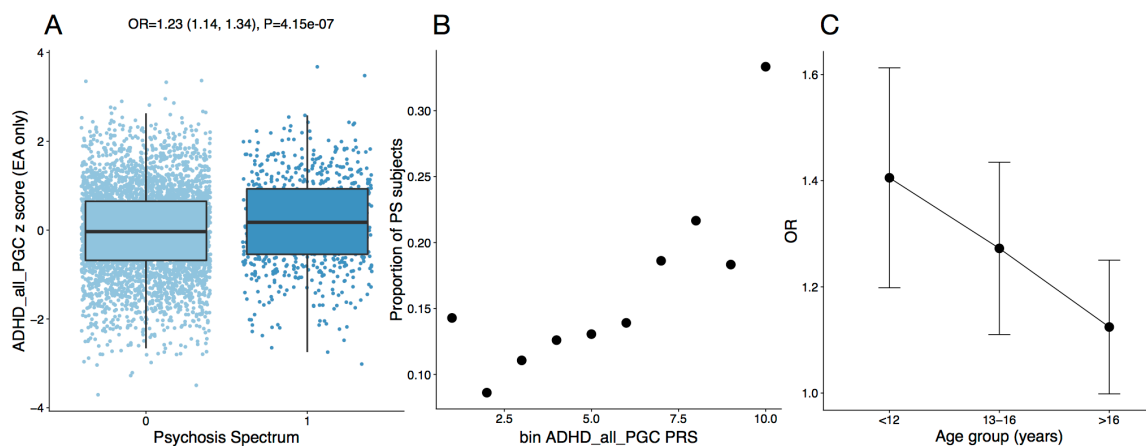 A
OR=1.23 (1.14, 1.34), P=4.15e-07
ADHD_all_PGC z score (EA only)
4
2
0
−2
−4
0
1
Psychosis Spectrum
B
Proportion of PS subjects
0.30
0.25
0.20
0.15
0.10
2.5
5.0
7.5
10.0
bin ADHD_all_PGC PRS
C
OR
1.6
1.4
1.2
1.0
<12
13−16
>16
Age group (years)